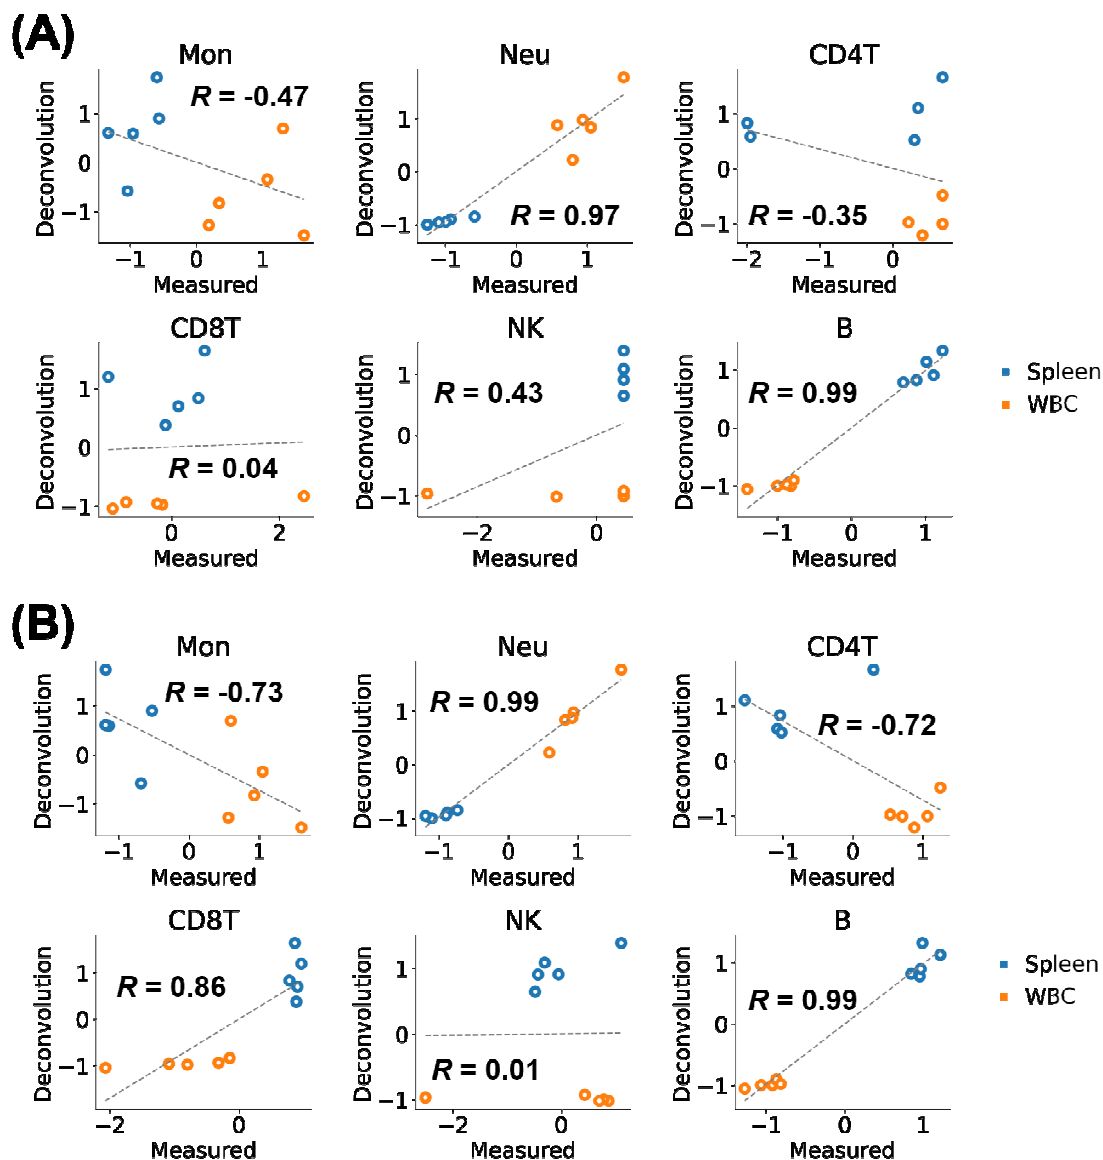 (A)
Mon
Neu
CD4T
Deconvolution
1
0
−1
R = -0.47
−1
0
1
Measured
Deconvolution
1
0
−1
R = 0.97
−1
0
1
Measured
Deconvolution
1
0
−1
R = -0.35
−2
−1
0
Measured
CD8T
NK
B
Deconvolution
1
0
−1
R = 0.04
0
2
Measured
Deconvolution
1
0
−1
R = 0.43
−2
0
Measured
Deconvolution
1
0
−1
R = 0.99
−1
0
1
Measured
Spleen
WBC
(B)
Mon
Neu
CD4T
Deconvolution
1
0
−1
R = -0.73
−1
0
1
Measured
Deconvolution
1
0
−1
R = 0.99
−1
0
1
Measured
Deconvolution
1
0
−1
R = -0.72
−1
0
1
Measured
CD8T
NK
B
Deconvolution
1
0
−1
R = 0.86
−2
0
Measured
Deconvolution
1
0
−1
R = 0.01
−2
0
Measured
Deconvolution
1
0
−1
R = 0.99
−1
0
1
Measured
Spleen
WBC